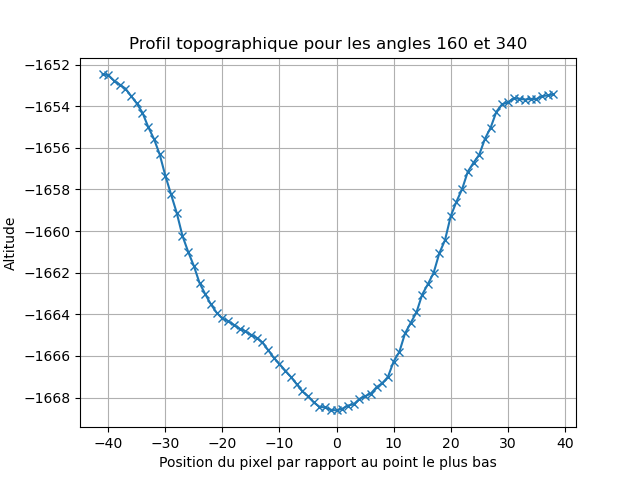 Profil topographique pour les angles 160 et 340
−1652
−1654
−1656
−1658
−1660
−1662
−1664
−1666
−1668
Altitude
−40 −30 −20 −10 0 10 20 30 40
Position du pixel par rapport au point le plus bas